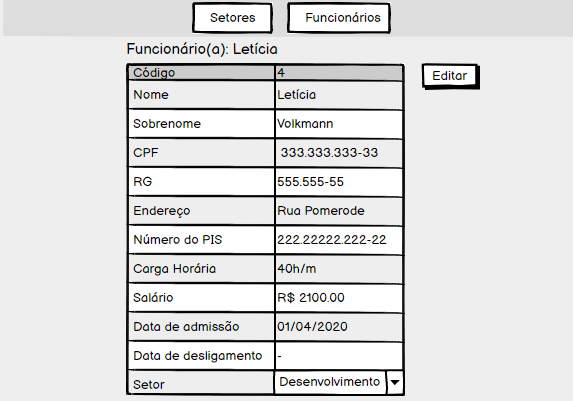 Setores Funcionários
Funcionário(a): Letícia
Código 4
Editar
Nome Letícia
Sobrenome Volkmann
CPF 333.333.333-33
RG 555.555-55
Endereço Rua Pomerode
Número do PIS 222.22222.222-22
Carga Horária 40h/m
Salário R$ 2100.00
Data de admissão 01/04/2020
Data de desligamento -
Setor Desenvolvimento